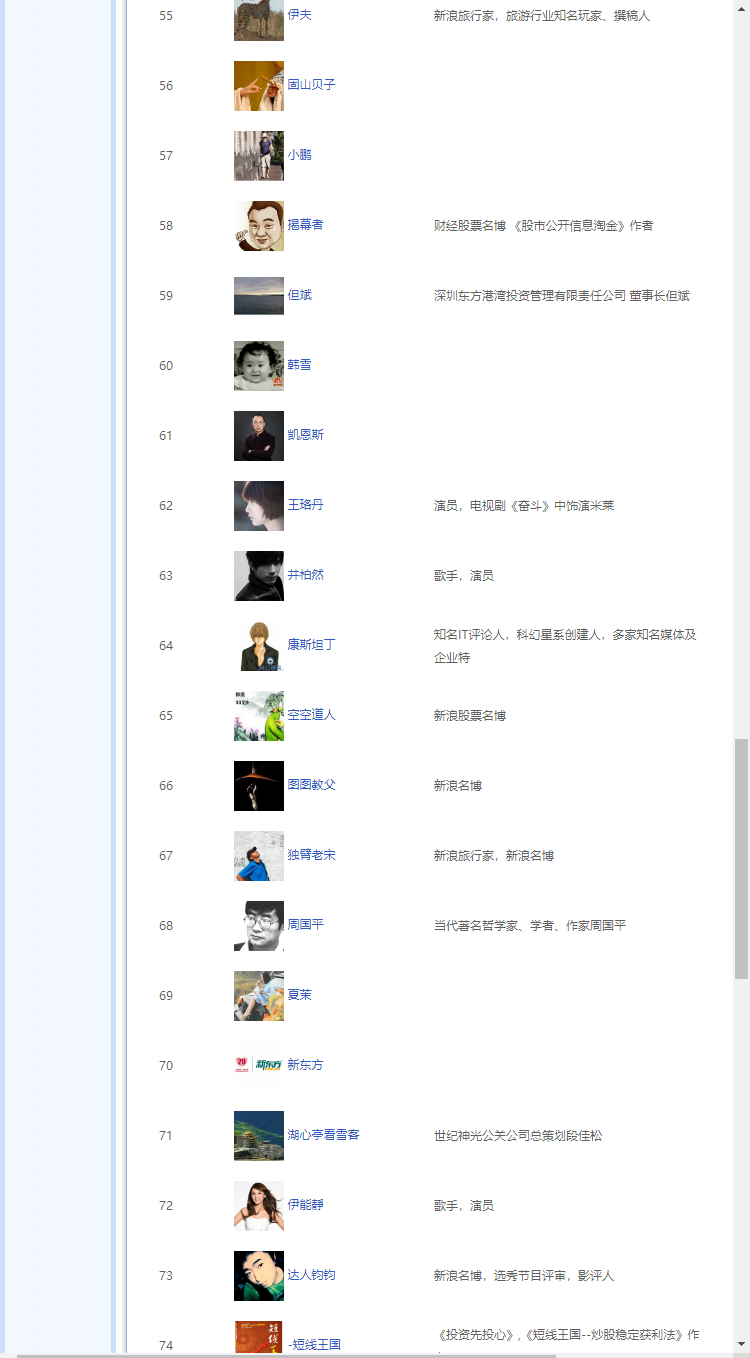 55 伊夫 新浪旅行家，旅游行业知名玩家、撰稿人
56 固山贝子
57 小鹏
58 揭幕者 财经股票名博 《股市公开信息淘金》作者
59 但斌 深圳东方港湾投资管理有限责任公司 董事长但斌
60 韩雪
61 凯恩斯
62 王珞丹 演员，电视剧《奋斗》中饰演米莱
63 井柏然 歌手，演员
64 康斯坦丁 知名IT评论人，科幻星系创建人，多家知名媒体及
企业特
65 空空道人 新浪股票名博
66 图图教父 新浪名博
67 独臂老宋 新浪旅行家，新浪名博
68 周国平 当代著名哲学家、学者、作家周国平
69 夏茉
70 20 新东方 新东方
71 湖心亭看雪客 世纪神光公关公司总策划段佳松
72 伊能靜 歌手，演员
73 达人钧钧 新浪名博，选秀节目评审，影评人
74 短线 -短线王国 《投资先投心》,《短线王国--炒股稳定获利法》作